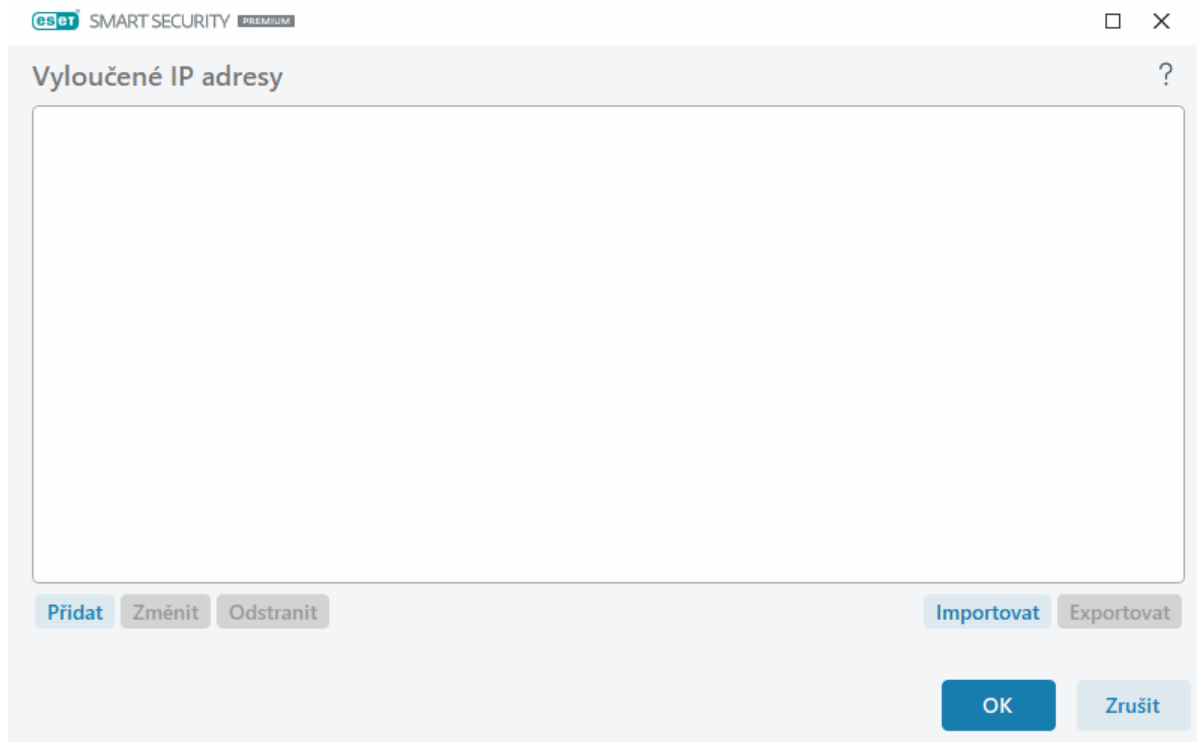 eset SMART SECURITY PREMIUM
Vyloučené IP adresy ?
Přidat Změnit Odstranit Importovat Exportovat
OK Zrušit